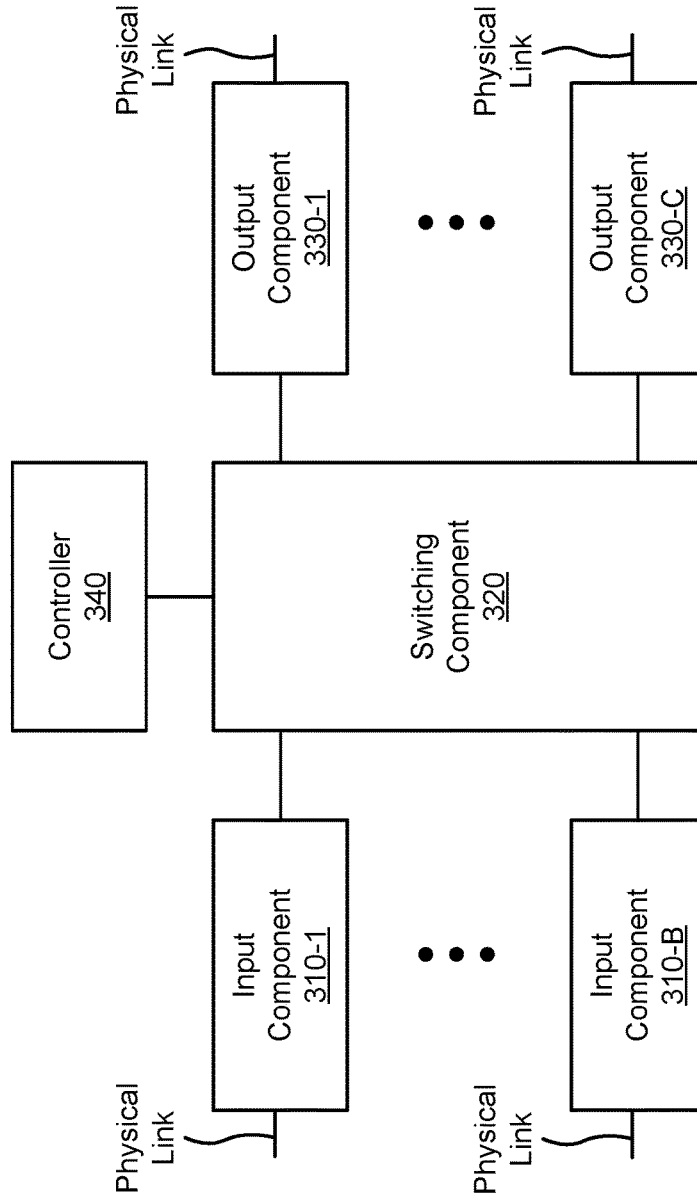 Controller
340
Physical
Link
Input
Component
310-1
Switching
Component
320
Output
Component
330-1
Physical
Link
Physical
Link
Input
Component
310-B
Output
Component
330-C
Physical
Link